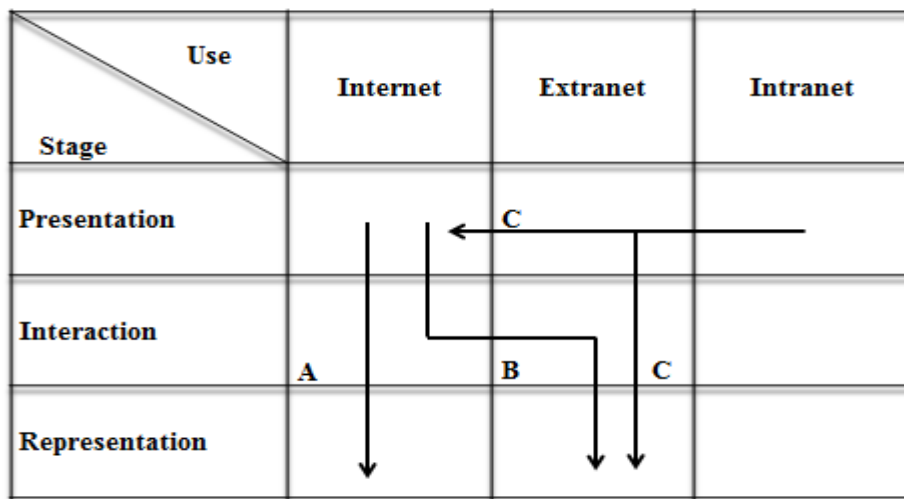 Use
Internet
Extranet
Intranet
Stage
Presentation
C
Interaction
A
B
C
Representation